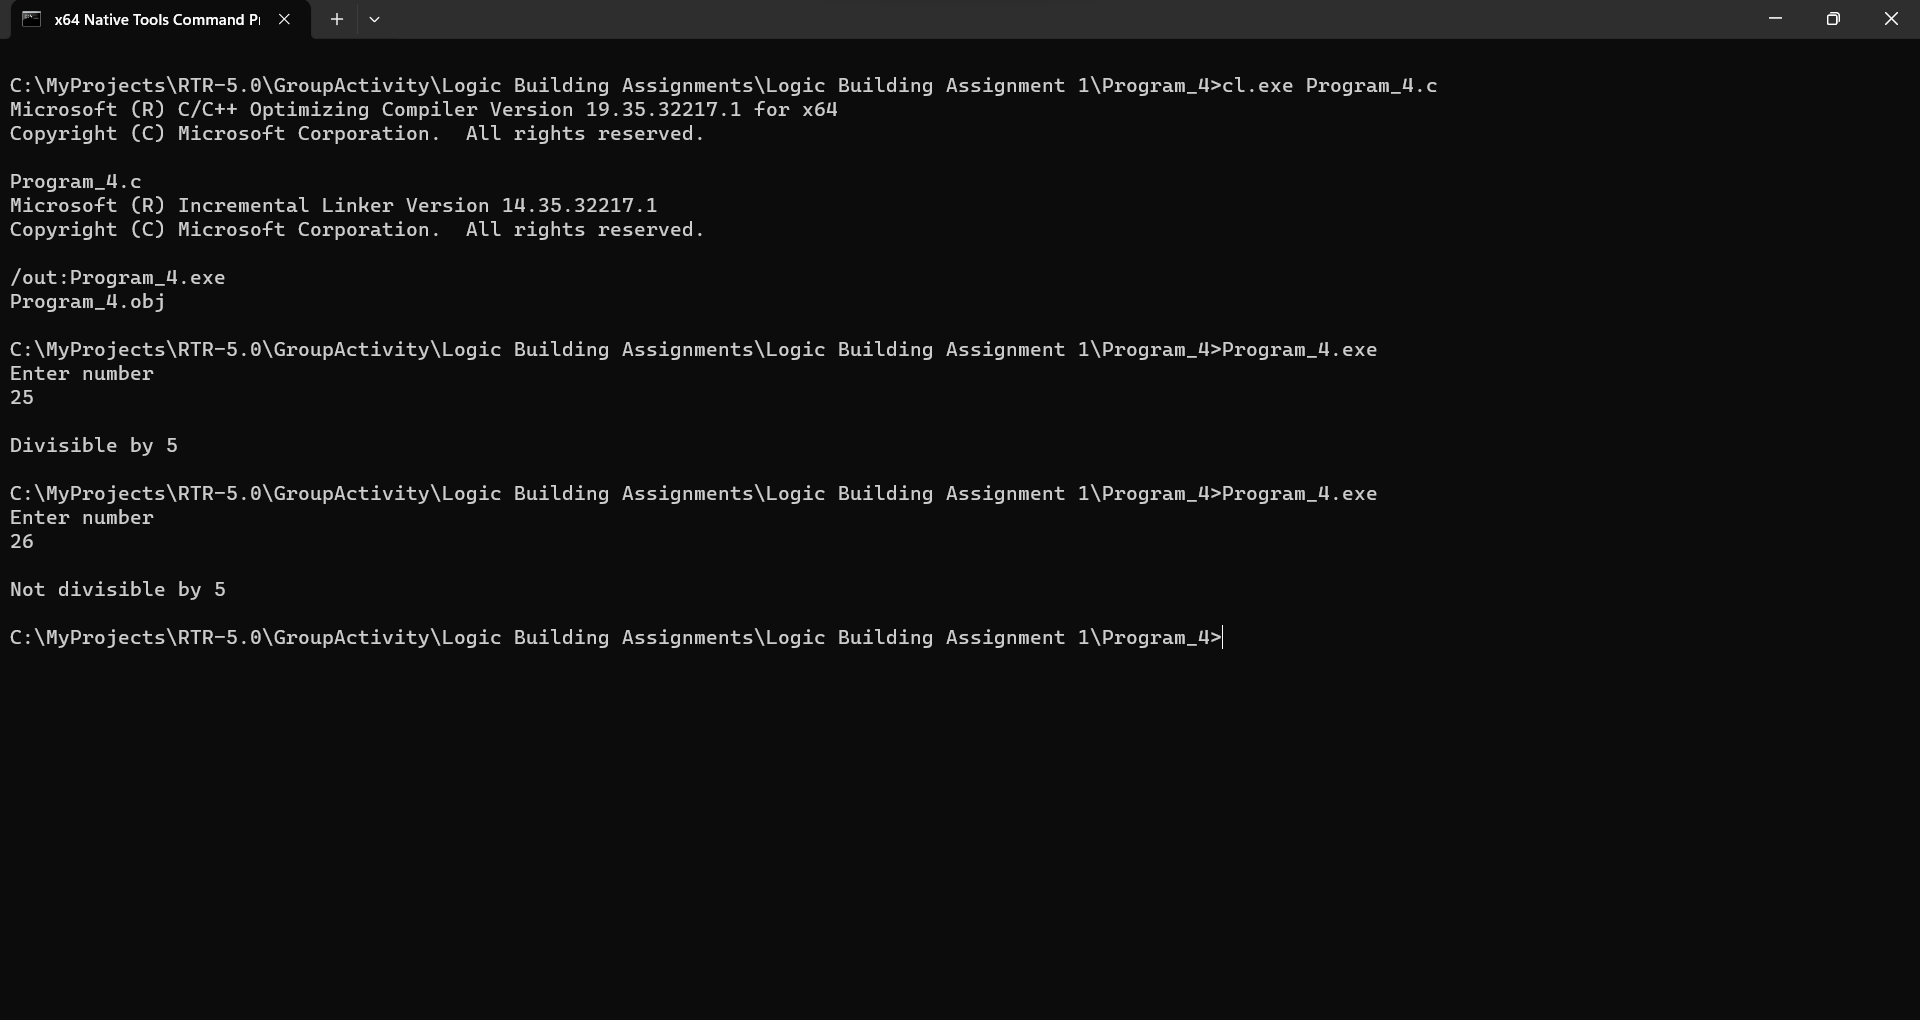 x64 Native Tools Command P
C:\MyProjects\RTR-5.0\GroupActivity\Logic Building Assignments\Logic Building Assignment 1\Program_4>cl.exe Program_4.c
Microsoft (R) C/C++ Optimizing Compiler Version 19.35.32217.1 for x64
Copyright (C) Microsoft Corporation.  All rights reserved.
Program_4.c
Microsoft (R) Incremental Linker Version 14.35.32217.1
Copyright (C) Microsoft Corporation.  All rights reserved.
/out:Program_4.exe
Program_4.obj
C:\MyProjects\RTR-5.0\GroupActivity\Logic Building Assignments\Logic Building Assignment 1\Program_4>Program_4.exe
Enter number
25
Divisible by 5
C:\MyProjects\RTR-5.0\GroupActivity\Logic Building Assignments\Logic Building Assignment 1\Program_4>Program_4.exe
Enter number
26
Not divisible by 5
C:\MyProjects\RTR-5.0\GroupActivity\Logic Building Assignments\Logic Building Assignment 1\Program_4>